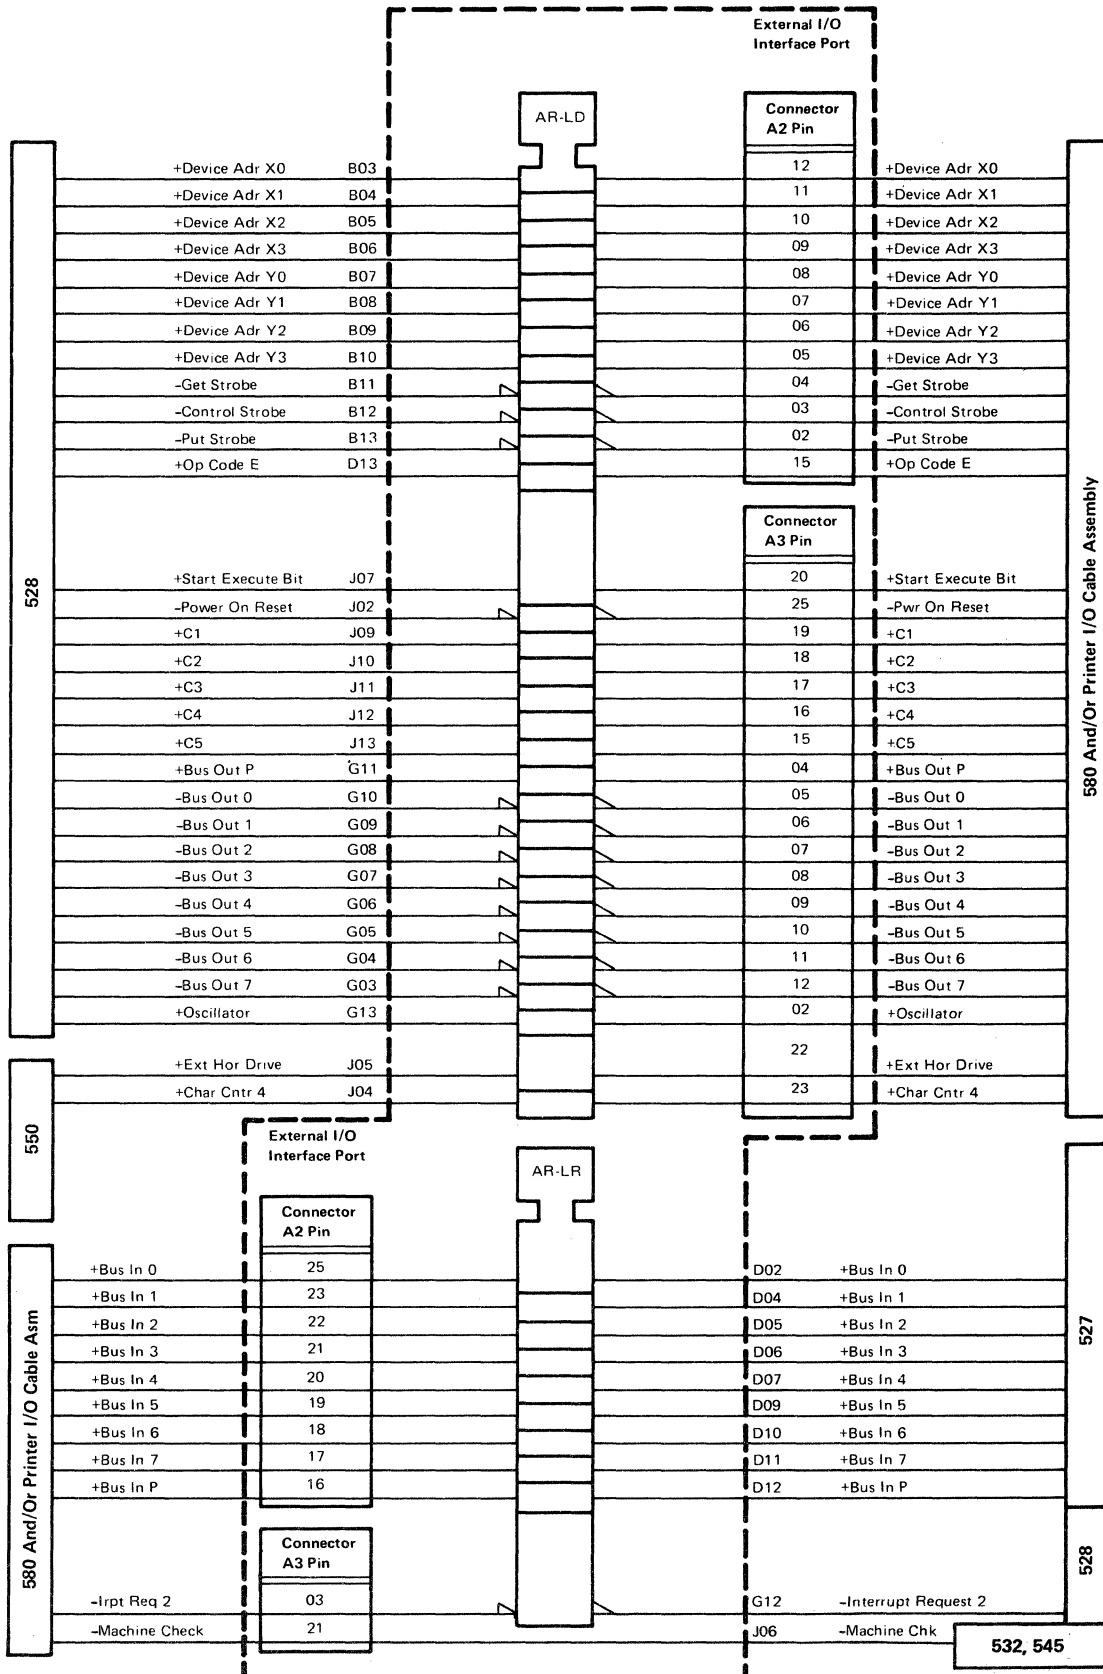 External I/O
Interface Port
AR-LD
Connector
A2 Pin
+Device Adr X0 B03 12 +Device Adr X0
+Device Adr X1 B04 11 +Device Adr X1
+Device Adr X2 B05 10 +Device Adr X2
+Device Adr X3 B06 09 +Device Adr X3
+Device Adr Y0 B07 08 +Device Adr Y0
+Device Adr Y1 B08 07 +Device Adr Y1
+Device Adr Y2 B09 06 +Device Adr Y2
+Device Adr Y3 B10 05 +Device Adr Y3
-Get Strobe B11 04 -Get Strobe
-Control Strobe B12 03 -Control Strobe
-Put Strobe B13 02 -Put Strobe
+Op Code E D13 15 +Op Code E
Connector
A3 Pin
528
+Start Execute Bit J07 20 +Start Execute Bit
-Power On Reset J02 25 -Pwr On Reset
+C1 J09 19 +C1
+C2 J10 18 +C2
+C3 J11 17 +C3
+C4 J12 16 +C4
+C5 J13 15 +C5
+Bus Out P G11 04 +Bus Out P
-Bus Out 0 G10 05 -Bus Out 0
-Bus Out 1 G09 06 -Bus Out 1
-Bus Out 2 G08 07 -Bus Out 2
-Bus Out 3 G07 08 -Bus Out 3
-Bus Out 4 G06 09 -Bus Out 4
-Bus Out 5 G05 10 -Bus Out 5
-Bus Out 6 G04 11 -Bus Out 6
-Bus Out 7 G03 12 -Bus Out 7
+Oscillator G13 02 +Oscillator
580 And/Or Printer I/O Cable Assembly
+Ext Hor Drive J05 22 +Ext Hor Drive
+Char Cntr 4 J04 23 +Char Cntr 4
550
External I/O
Interface Port
AR-LR
Connector
A2 Pin
+Bus In 0 25 D02 +Bus In 0
+Bus In 1 23 D04 +Bus In 1
+Bus In 2 22 D05 +Bus In 2
+Bus In 3 21 D06 +Bus In 3
+Bus In 4 20 D07 +Bus In 4
+Bus In 5 19 D09 +Bus In 5
+Bus In 6 18 D10 +Bus In 6
+Bus In 7 17 D11 +Bus In 7
+Bus In P 16 D12 +Bus In P
527
580 And/Or Printer I/O Cable Asm
Connector
A3 Pin
528
-Irpt Req 2 03 G12 -Interrupt Request 2
-Machine Check 21 J06 -Machine Chk
532, 545